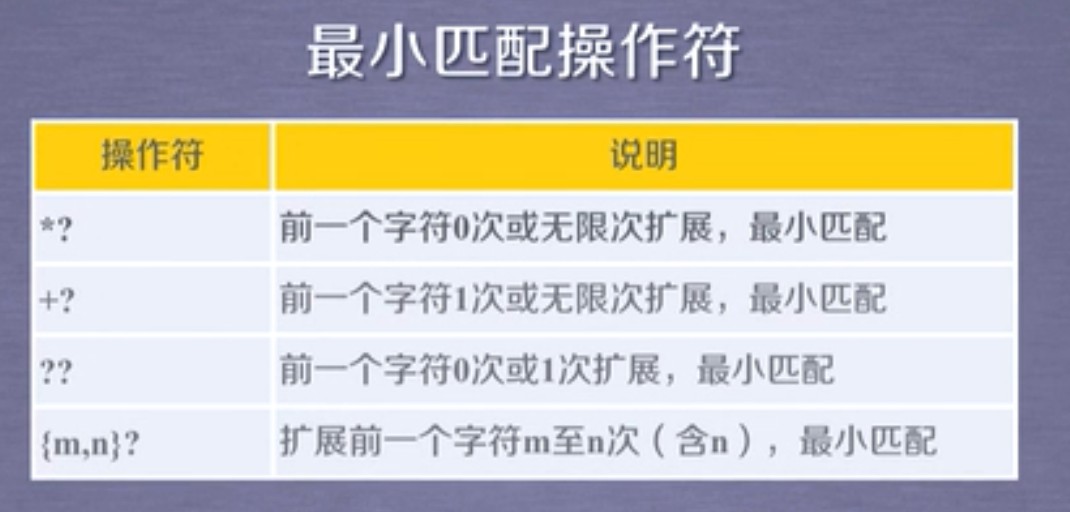 最小匹配操作符
操作符 说明
*? 前一个字符0次或无限次扩展，最小匹配
+? 前一个字符1次或无限次扩展，最小匹配
?? 前一个字符0次或1次扩展，最小匹配
{m,n}? 扩展前一个字符m至n次（含n），最小匹配